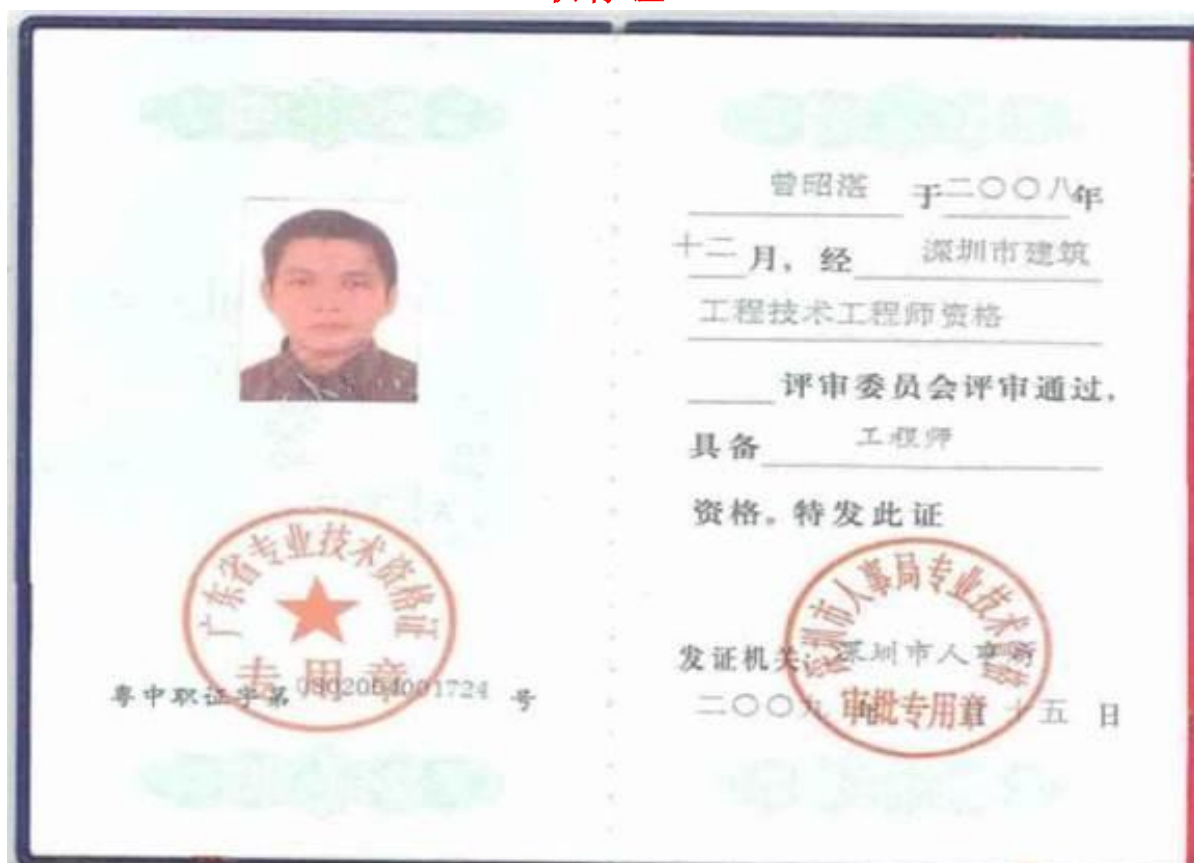 广东省专业技术资格证
专用章
粤中职证字第 0802004001724 号
曾昭湛 于二〇〇八年
十二月，经 深圳市建筑
工程技术工程师资格
评审委员会评审通过，
具备 工程师
资格。特发此证
深圳市人事局专业技术资格
审批专用章
发证机关：深圳市人事局
二〇〇九年 月十五日